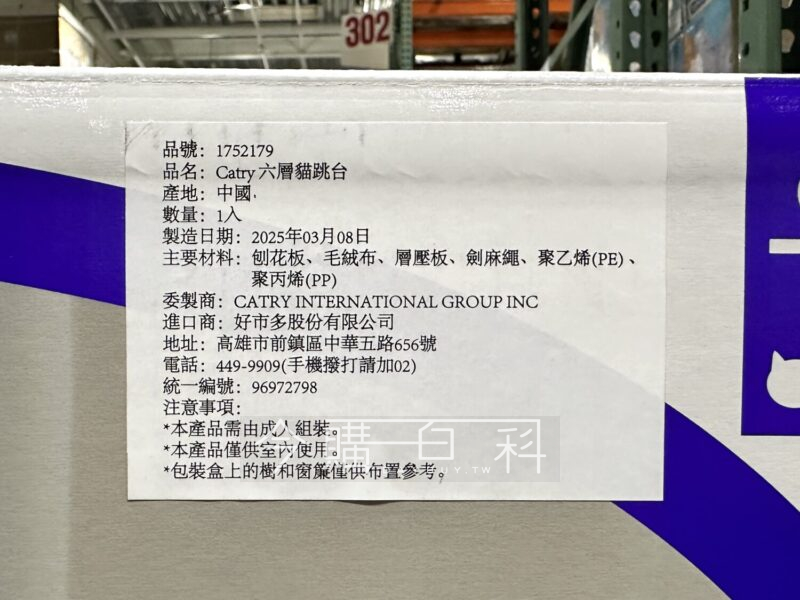 302
品號：1752179
品名：Catry 六層貓跳台
產地：中國
數量：1入
製造日期：2025年03月08日
主要材料：刨花板、毛絨布、層壓板、劍麻繩、聚乙烯(PE)、
聚丙烯(PP)
委製商：CATRY INTERNATIONAL GROUP INC
進口商：好市多股份有限公司
地址：高雄市前鎮區中華五路656號
電話：449-9909(手機撥打請加02)
統一編號：96972798
注意事項：
*本產品需由成人組裝。
*本產品僅供室內使用。
*包裝盒上的樹和窗簾僅供布置參考。